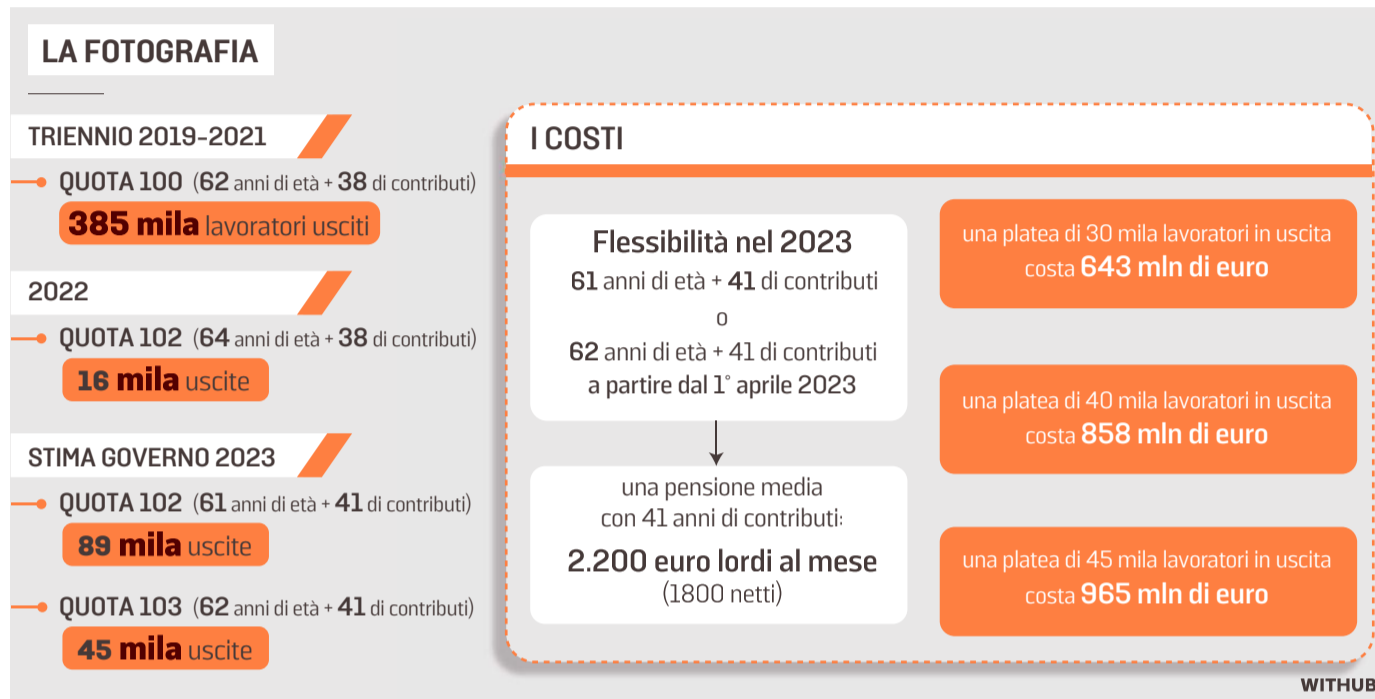 LA FOTOGRAFIA
TRIENNIO 2019-2021
QUOTA 100 (62 anni di età + 38 di contributi)
385 mila lavoratori usciti
2022
QUOTA 102 (64 anni di età + 38 di contributi)
16 mila uscite
STIMA GOVERNO 2023
QUOTA 102 (61 anni di età + 41 di contributi)
89 mila uscite
QUOTA 103 (62 anni di età + 41 di contributi)
45 mila uscite
I COSTI
Flessibilità nel 2023
61 anni di età + 41 di contributi
o
62 anni di età + 41 di contributi
a partire dal 1° aprile 2023
una pensione media
con 41 anni di contributi:
2.200 euro lordi al mese
(1800 netti)
una platea di 30 mila lavoratori in uscita
costa 643 mln di euro
una platea di 40 mila lavoratori in uscita
costa 858 mln di euro
una platea di 45 mila lavoratori in uscita
costa 965 mln di euro
WITHUB